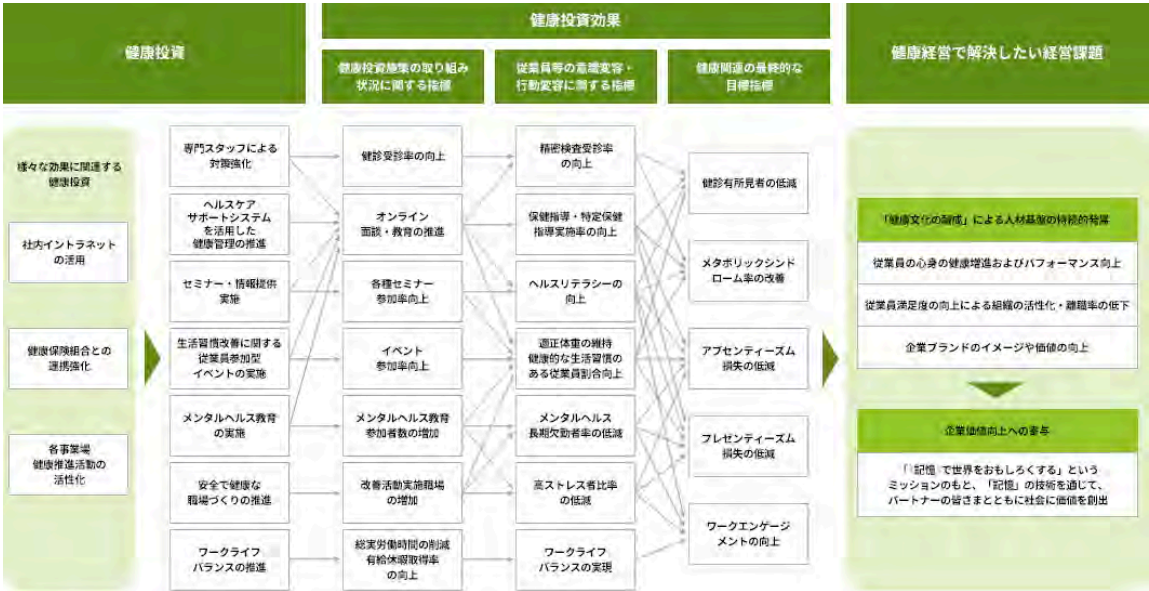 健康投資
健康投資効果
健康投資施策の取り組み
状況に関する指標
従業員等の意識変容・
行動変容に関する指標
健康関連の最終的な
目標指標
健康経営で解決したい経営課題
様々な効果に関連する
健康投資
社内イントラネット
の活用
健康保険組合との
連携強化
各事業場
健康推進活動の
活性化
専門スタッフによる
対策強化
ヘルスケア
サポートシステム
を活用した
健康管理の推進
セミナー・情報提供
実施
生活習慣改善に関する
従業員参加型
イベントの実施
メンタルヘルス教育
の実施
安全で健康な
職場づくりの推進
ワークライフ
バランスの推進
健診受診率の向上
オンライン
面談・教育の推進
各種セミナー
参加率向上
イベント
参加率向上
メンタルヘルス教育
参加者数の増加
改善活動実施職場
の増加
総実労働時間の削減
有給休暇取得率
の向上
精密検査受診率
の向上
保健指導・特定保健
指導実施率の向上
ヘルスリテラシーの
向上
適正体重の維持
健康的な生活習慣の
ある従業員割合向上
メンタルヘルス
長期欠勤者率の低減
高ストレス者比率
の低減
ワークライフ
バランスの実現
健診有所見者の低減
メタボリックシンド
ローム率の改善
アブセンティーズム
損失の低減
プレゼンティーズム
損失の低減
ワークエンゲージ
メントの向上
「健康文化の醸成」による人材基盤の持続的発展
従業員の心身の健康増進およびパフォーマンス向上
従業員満足度の向上による組織の活性化・離職率の低下
企業ブランドのイメージや価値の向上
企業価値向上への寄与
「『記憶』で世界をおもしろくする」という
ミッションのもと、「記憶」の技術を通じて、
パートナーの皆さまとともに社会に価値を創出